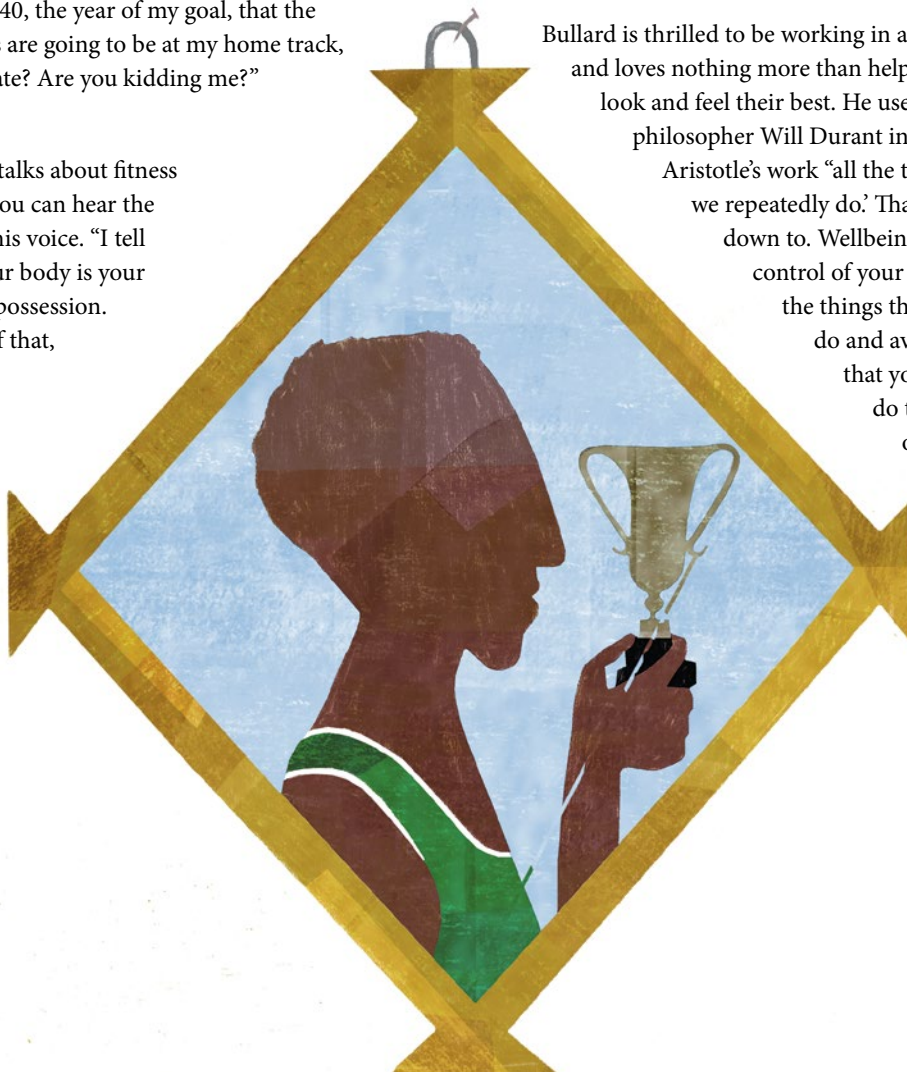 40, the year of my goal, that the
are going to be at my home track,
ate? Are you kidding me?”
talks about fitness
ou can hear the
his voice. “I tell
ur body is your
possession.
f that,
Bullard is thrilled to be working in a
and loves nothing more than help
look and feel their best. He use
philosopher Will Durant in
Aristotle’s work “all the t
we repeatedly do.’ Tha
down to. Wellbein
control of your
the things th
do and av
that yo
do t